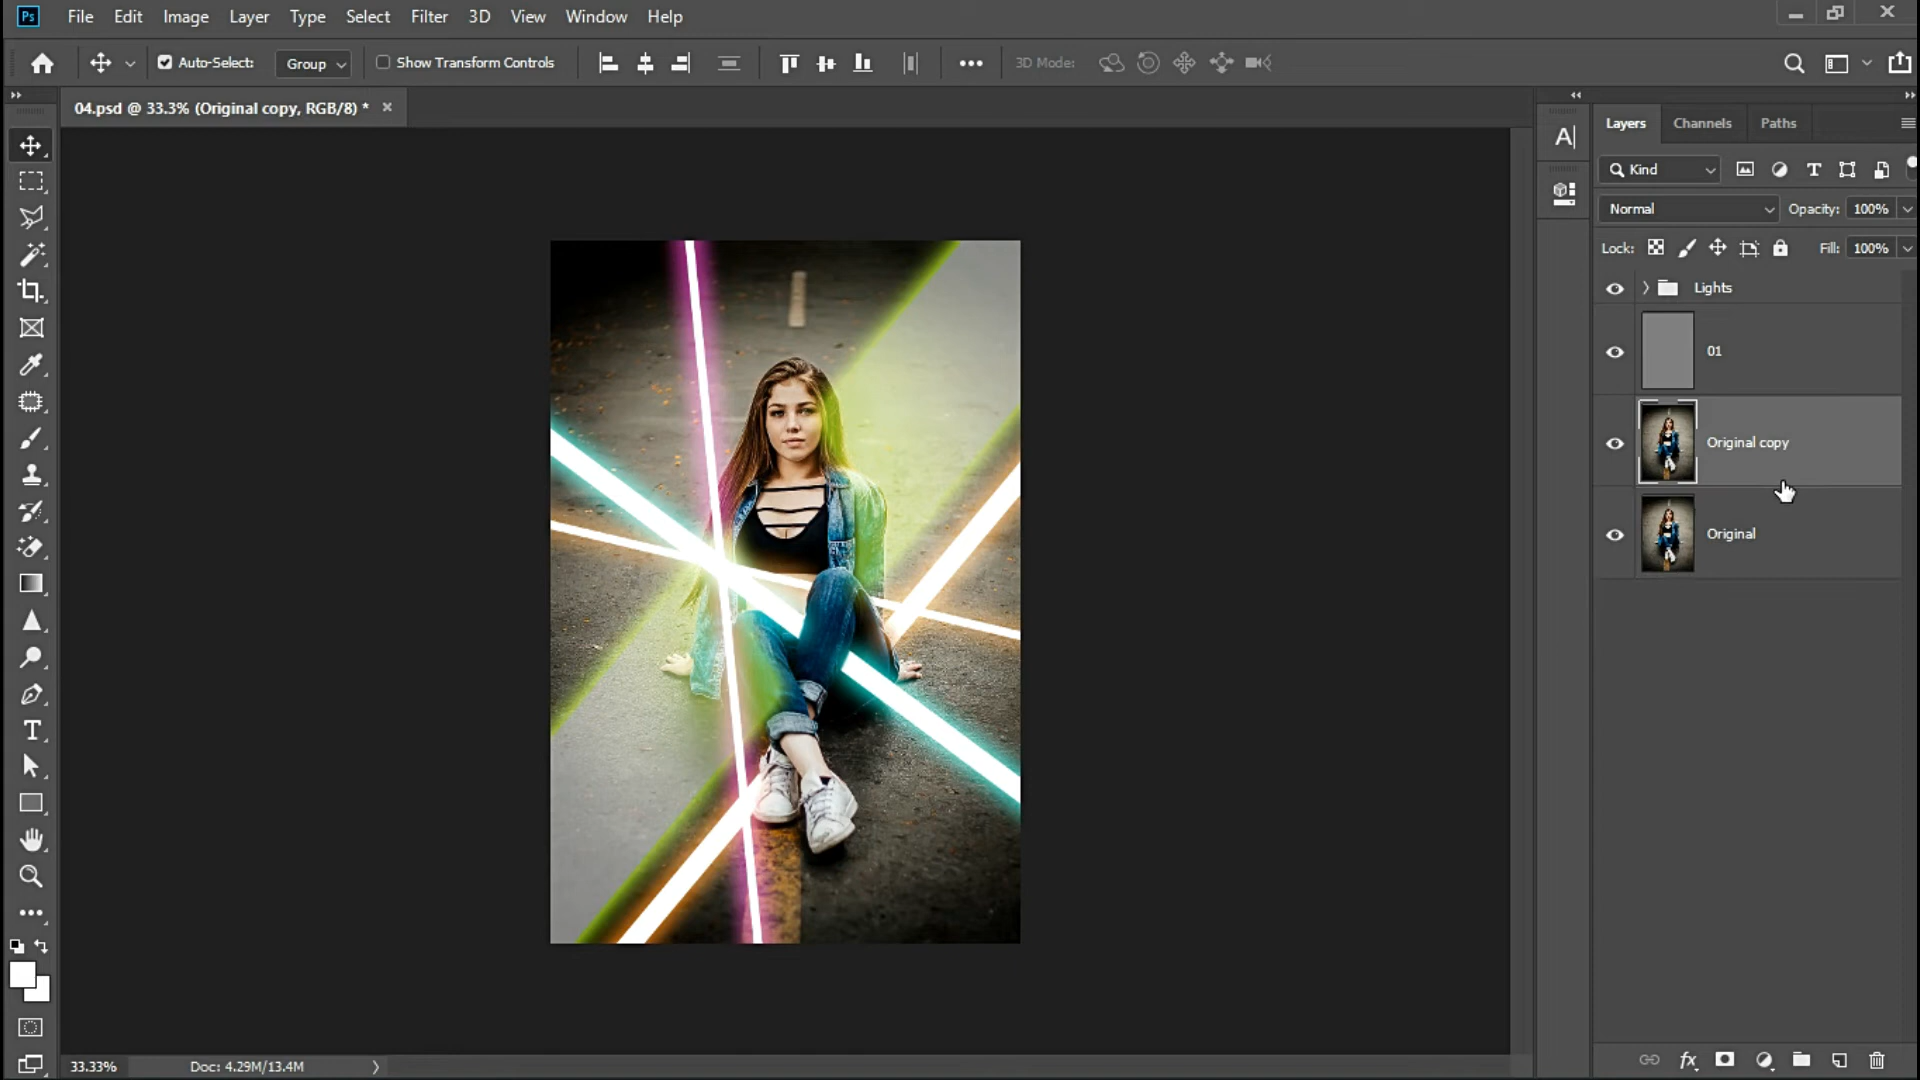 Ps File Edit Image Layer Type Select Filter 3D View Window Help
Auto-Select: Group Show Transform Controls 3D Mode:
04.psd @ 33.3% (Original copy, RGB/8) * ×
A|
Layers Channels Paths
Kind
Normal Opacity: 100%
Lock: Fill: 100%
Lights
01
Original copy
Original
fx
33.33% Doc: 4.29M/13.4M